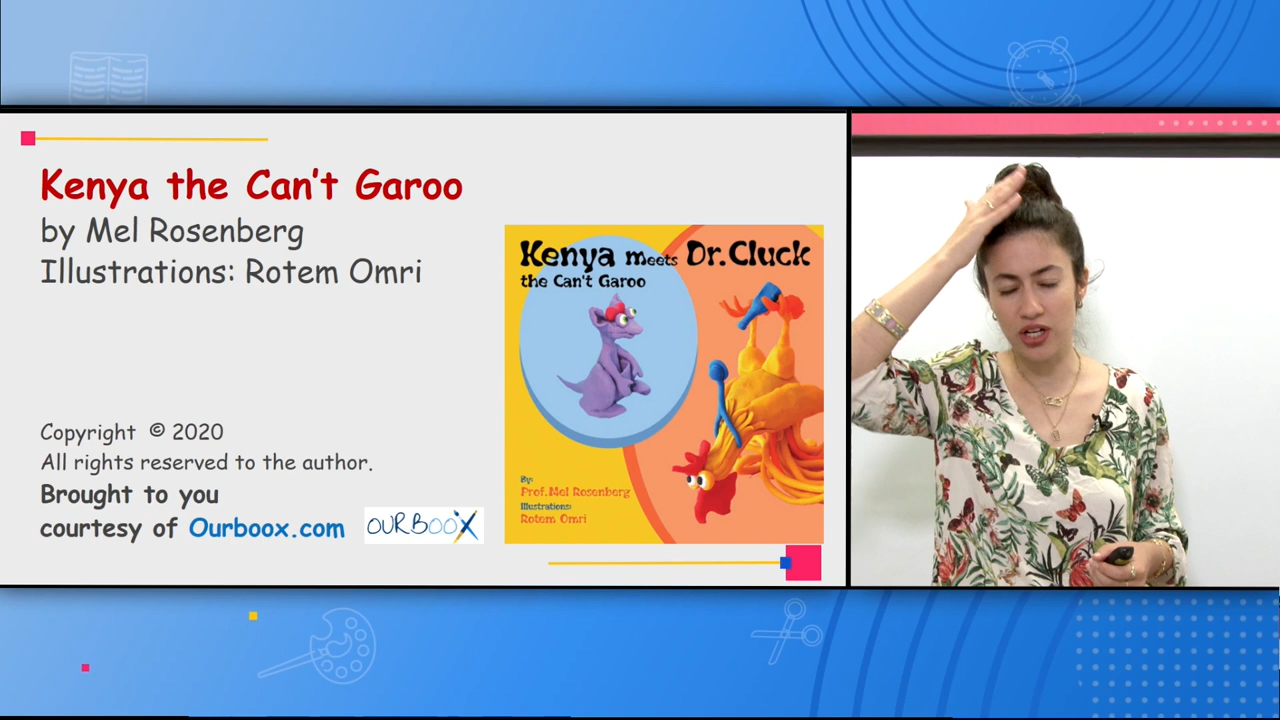 Kenya the Can't Garoo
by Mel Rosenberg
Illustrations: Rotem Omri
Copyright © 2020
All rights reserved to the author.
Brought to you
courtesy of Ourboox.com
OURBOOX
Kenya meets Dr. Cluck
the Can't Garoo
By:
Prof. Mel Rosenberg
Illustrations:
Rotem Omri